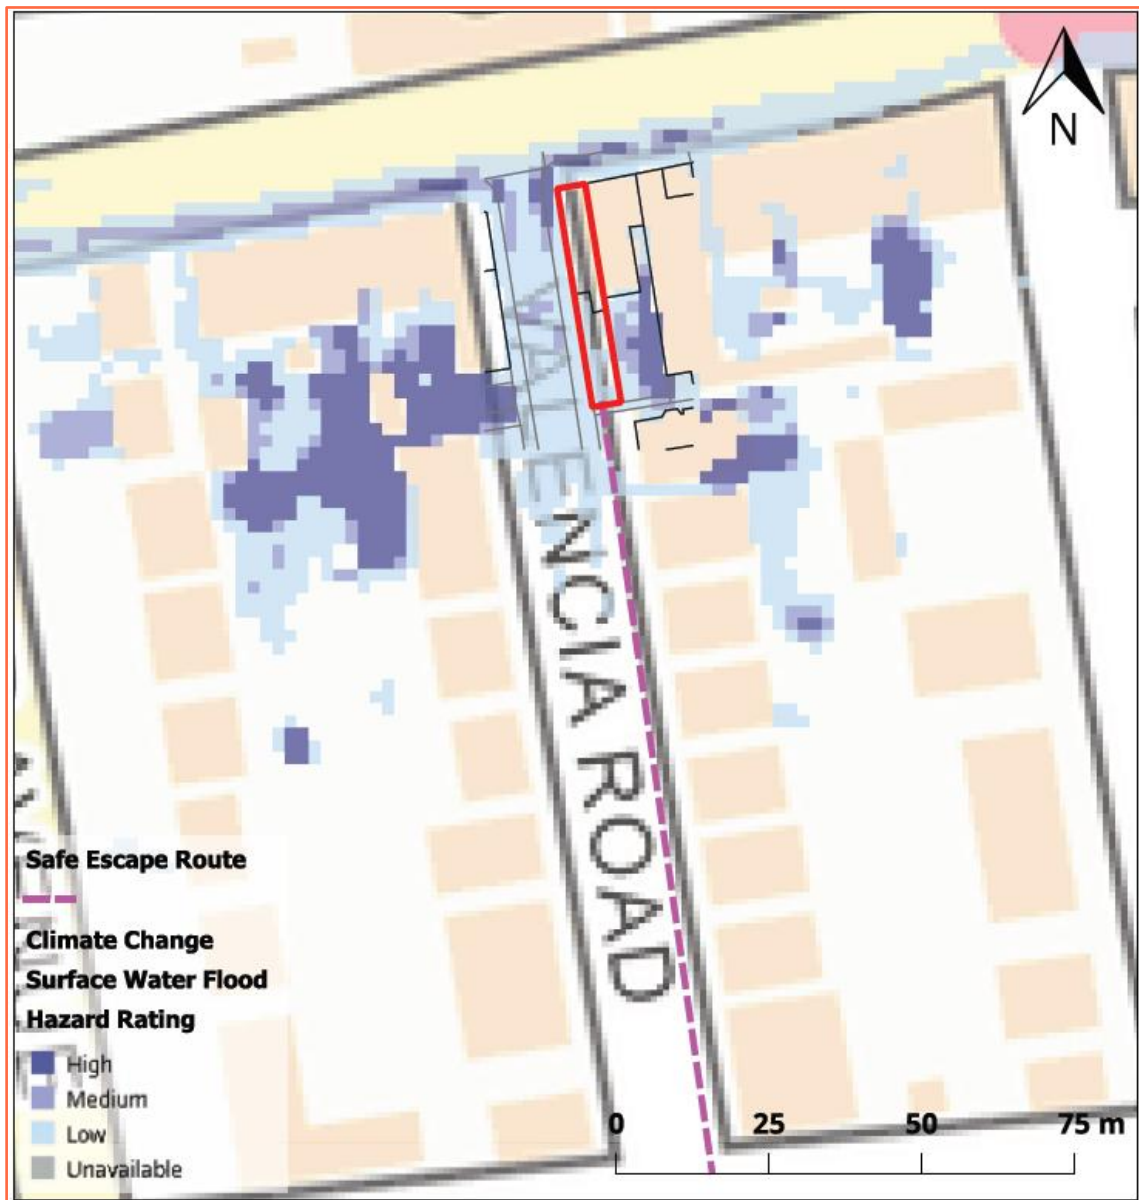 N
VALENCIA ROAD
Safe Escape Route
Climate Change
Surface Water Flood
Hazard Rating
High
Medium
Low
Unavailable
0 25 50 75 m